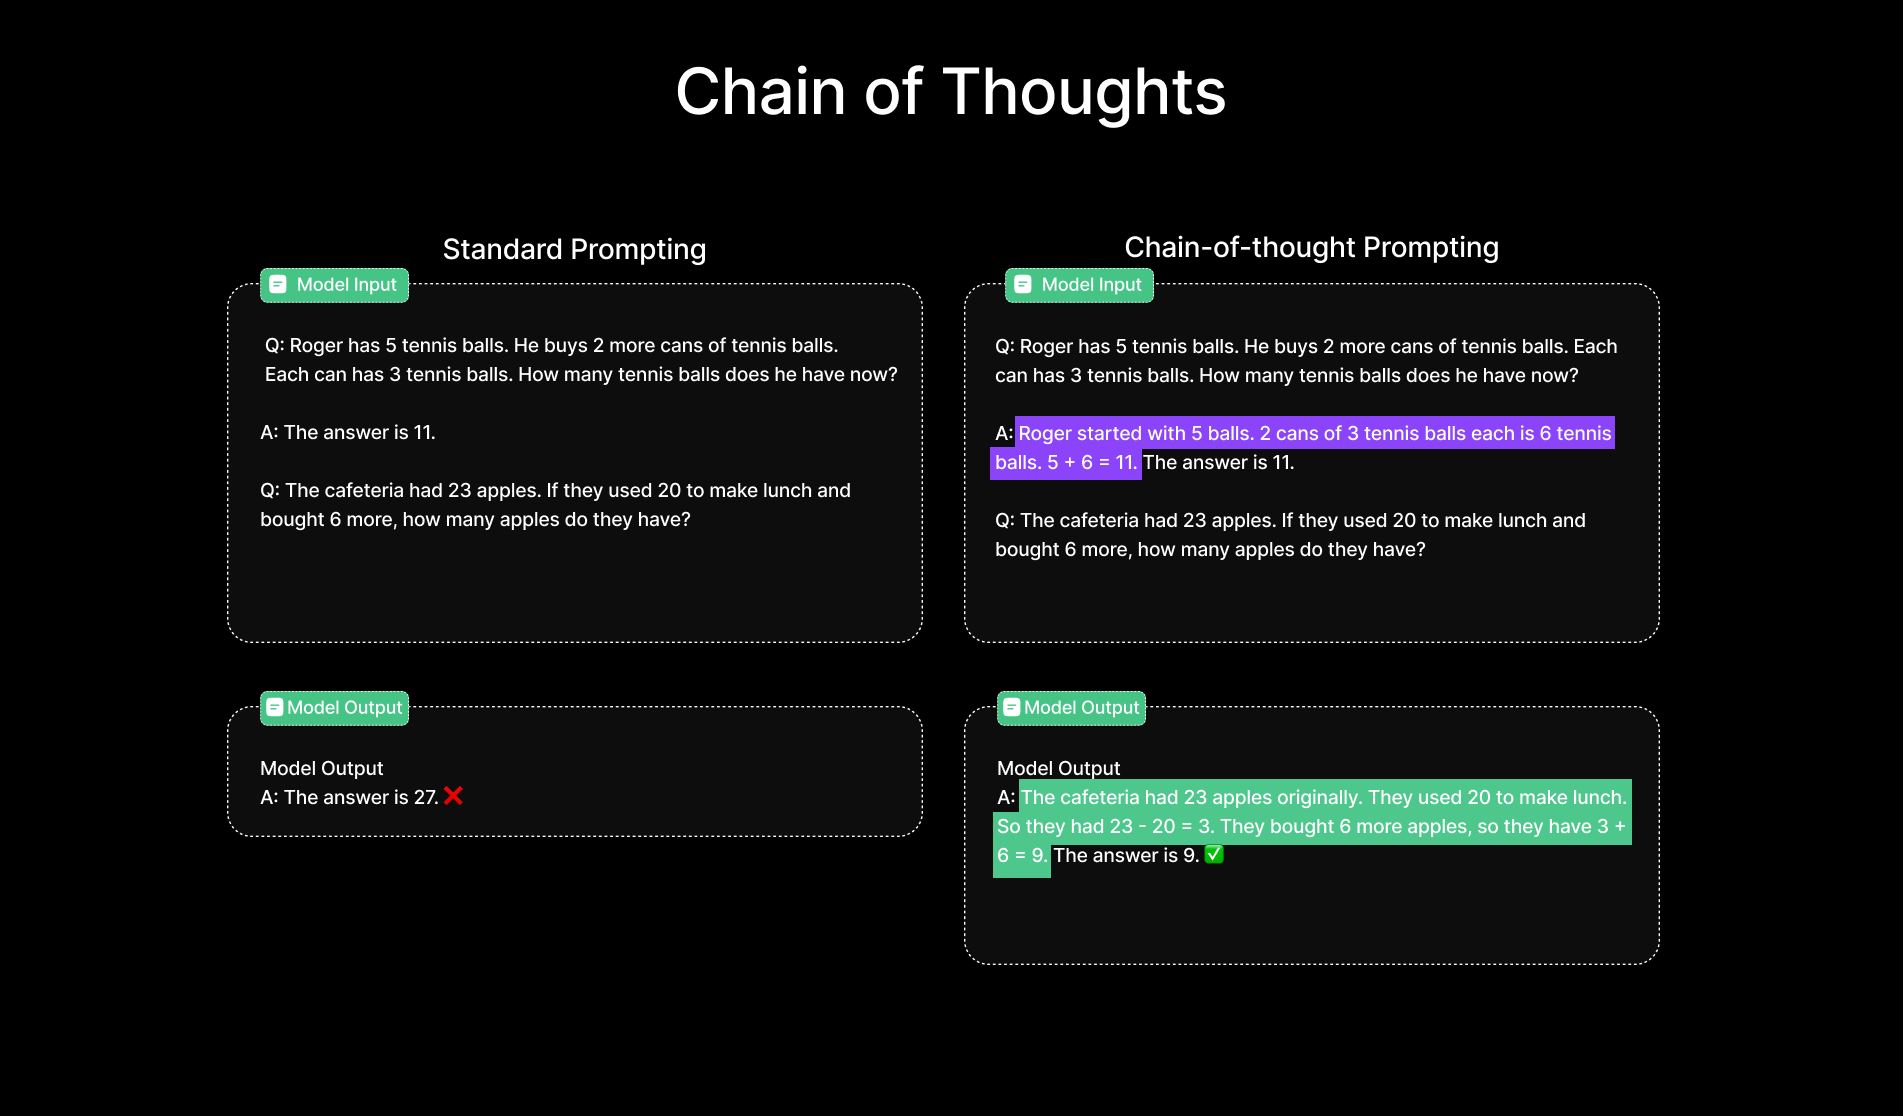 Chain of Thoughts
Standard Prompting
Model Input
Q: Roger has 5 tennis balls. He buys 2 more cans of tennis balls.
Each can has 3 tennis balls. How many tennis balls does he have now?
A: The answer is 11.
Q: The cafeteria had 23 apples. If they used 20 to make lunch and
bought 6 more, how many apples do they have?
Model Output
Model Output
A: The answer is 27. ❌
Chain-of-thought Prompting
Model Input
Q: Roger has 5 tennis balls. He buys 2 more cans of tennis balls. Each
can has 3 tennis balls. How many tennis balls does he have now?
A: Roger started with 5 balls. 2 cans of 3 tennis balls each is 6 tennis
balls. 5 + 6 = 11. The answer is 11.
Q: The cafeteria had 23 apples. If they used 20 to make lunch and
bought 6 more, how many apples do they have?
Model Output
Model Output
A: The cafeteria had 23 apples originally. They used 20 to make lunch.
So they had 23 - 20 = 3. They bought 6 more apples, so they have 3 +
6 = 9. The answer is 9. ✅